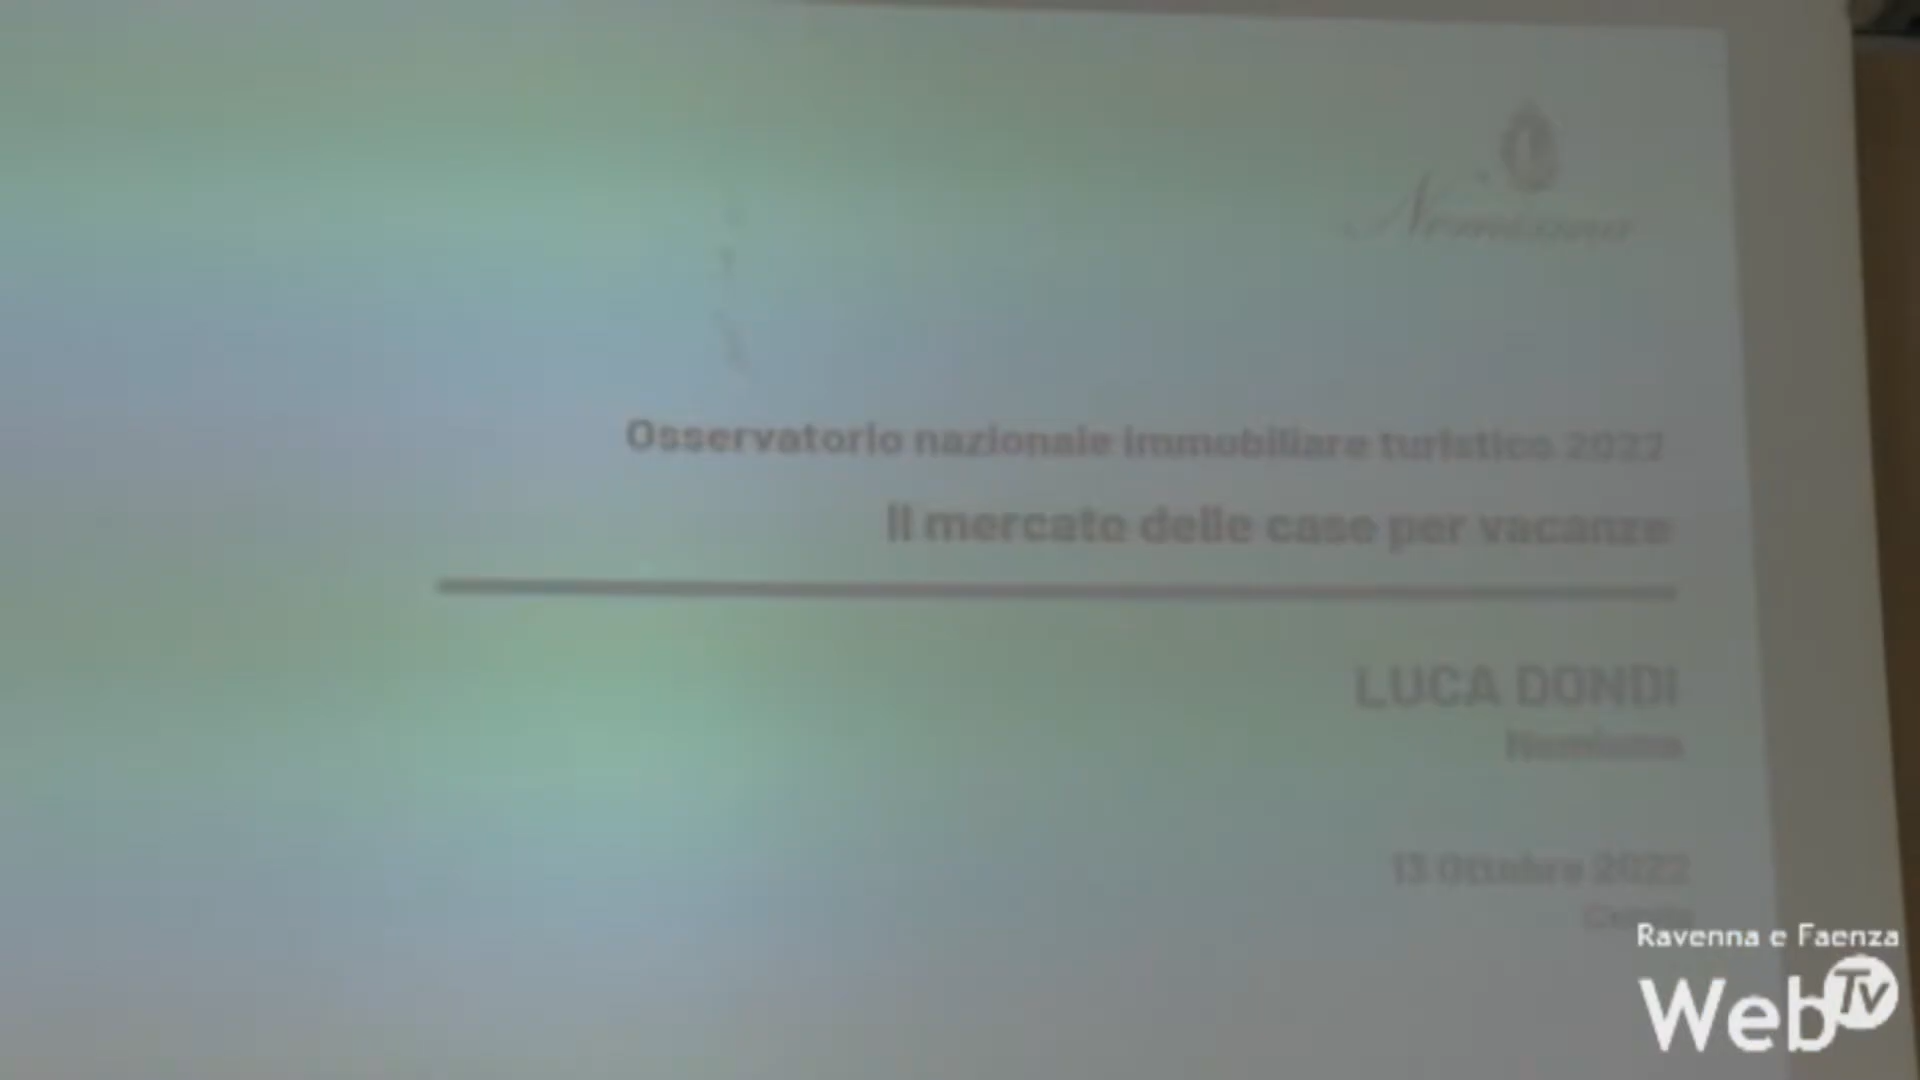 Nomisma
Osservatorio nazionale immobiliare turistico 2022
Il mercato delle case per vacanze
LUCA DONDI
Nomisma
13 Ottobre 2022
Ravenna e Faenza
WebTv